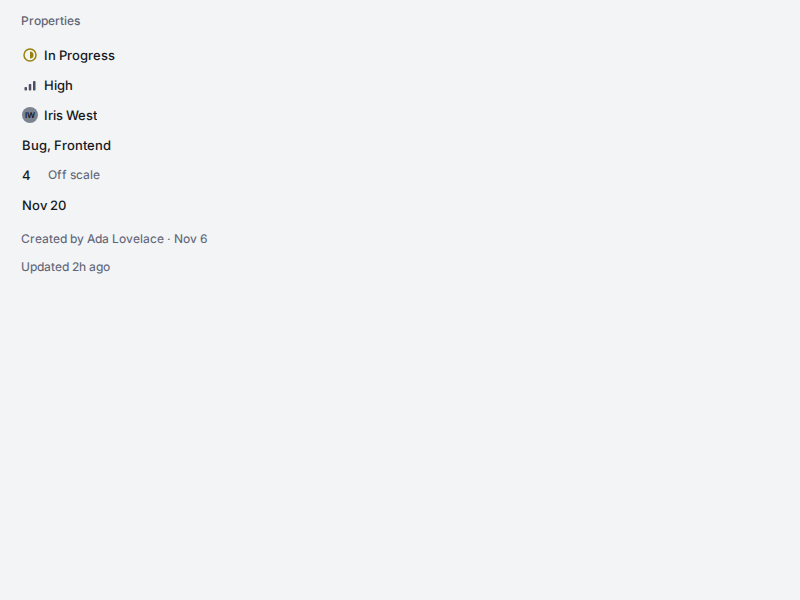 Properties
In Progress
High
IW Iris West
Bug, Frontend
4 Off scale
Nov 20
Created by Ada Lovelace · Nov 6
Updated 2h ago